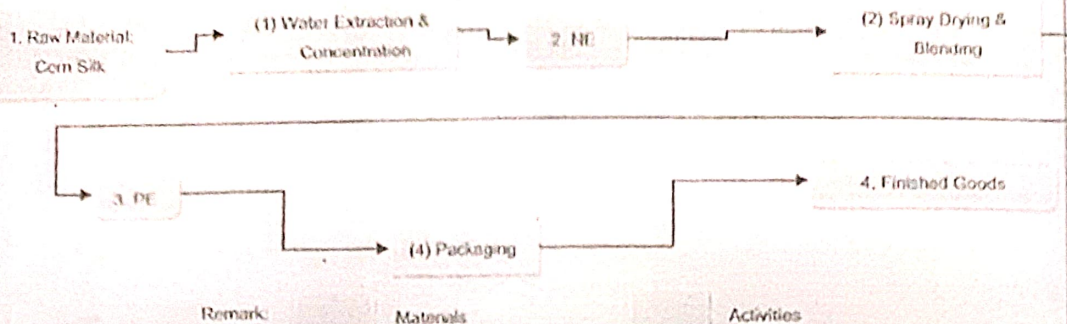 1. Raw Material:
Corn Silk
(1) Water Extraction &
Concentration
2. NE
(2) Spray Drying &
Blending
3. PE
(4) Packaging
4. Finished Goods
Remark:
Materials
Activities